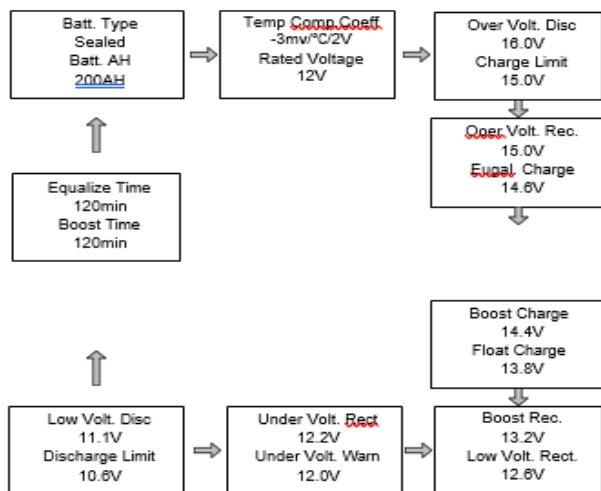 Batt. Type
Sealed
Batt. AH
200AH
Temp Comp.Coeff
-3mv/°C/2V
Rated Voltage
12V
Over Volt. Disc
16.0V
Charge Limit
15.0V
Ooer Volt. Rec.
15.0V
Eugal. Charge
14.6V
Equalize Time
120min
Boost Time
120min
Boost Charge
14.4V
Float Charge
13.8V
Low Volt. Disc
11.1V
Discharge Limit
10.6V
Under Volt. Rect
12.2V
Under Volt. Warn
12.0V
Boost Rec.
13.2V
Low Volt. Rect.
12.6V